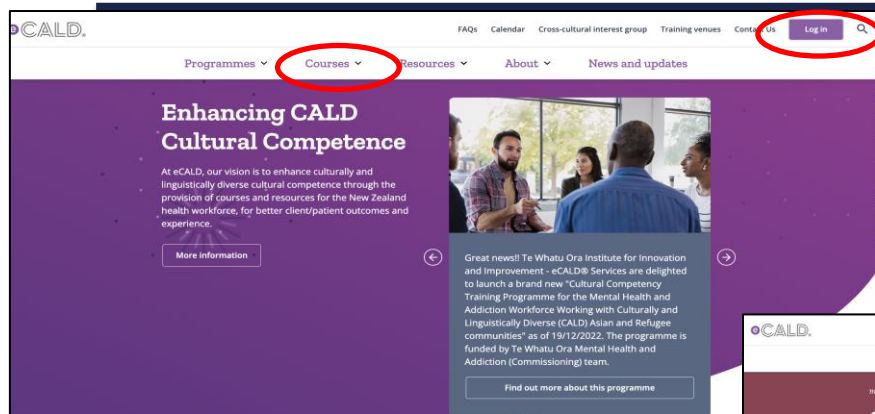 eCALD®
FAQs Calendar Cross-cultural interest group Training venues Contact Us Log in
Programmes Courses Resources About News and updates
Enhancing CALD
Cultural Competence
At eCALD, our vision is to enhance culturally and
linguistically diverse cultural competence through the
provision of courses and resources for the New Zealand
health workforce, for better client/patient outcomes and
experience.
More information
Great news!! Te Whatu Ora Institute for Innovation
and Improvement - eCALD® Services are delighted
to launch a brand new "Cultural Competency
Training Programme for the Mental Health and
Addiction Workforce Working with Culturally and
Linguistically Diverse (CALD) Asian and Refugee
communities" as of 19/12/2022. The programme is
funded by Te Whatu Ora Mental Health and
Addiction (Commissioning) team.
Find out more about this programme
eCALD.